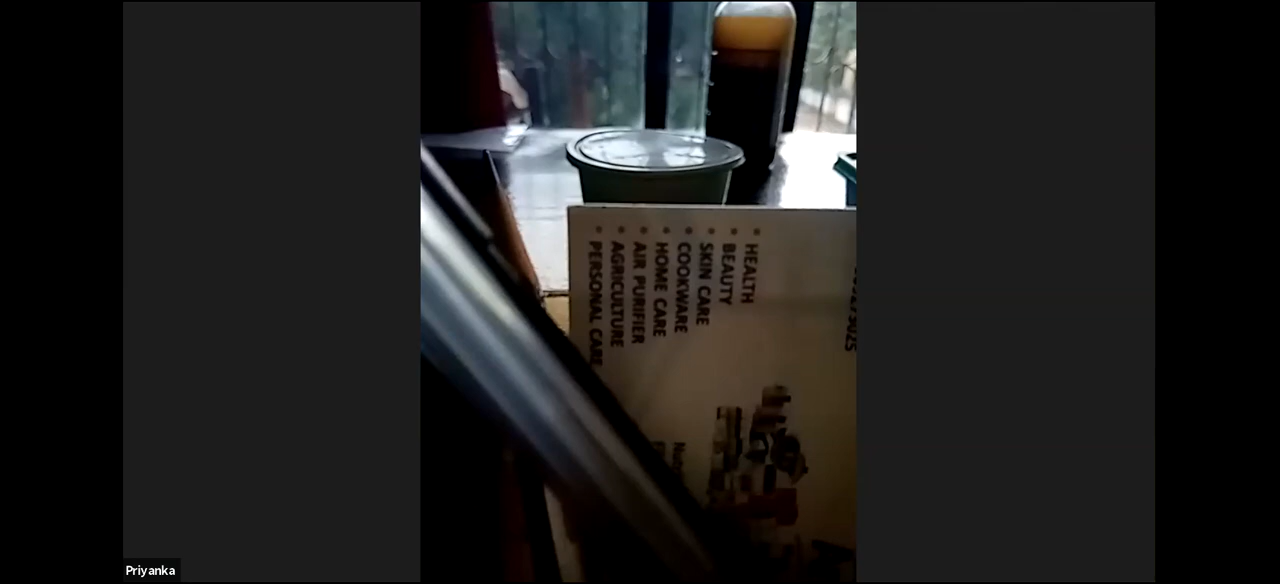 HEALTH
BEAUTY
SKIN CARE
COOKWARE
HOME CARE
AIR PURIFIER
AGRICULTURE
PERSONAL CARE
Priyanka